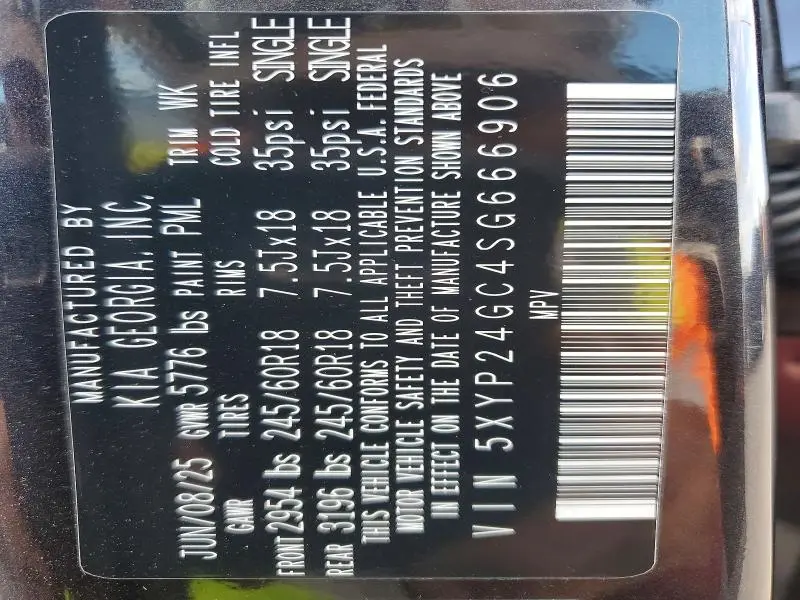 MANUFACTURED BY
KIA GEORGIA, INC.
JUN/08/25 GVWR 5776 lbs PAINT PML TRIM WK
GAWR TIRES RIMS COLD TIRE INFL
FRONT 2954 lbs 245/60R18 7.5Jx18 35psi SINGLE
REAR 3196 lbs 245/60R18 7.5Jx18 35psi SINGLE
THIS VEHICLE CONFORMS TO ALL APPLICABLE U.S.A. FEDERAL
MOTOR VEHICLE SAFETY AND THEFT PREVENTION STANDARDS
IN EFFECT ON THE DATE OF MANUFACTURE SHOWN ABOVE
VIN 5XYP24GC4SG666906
MPV